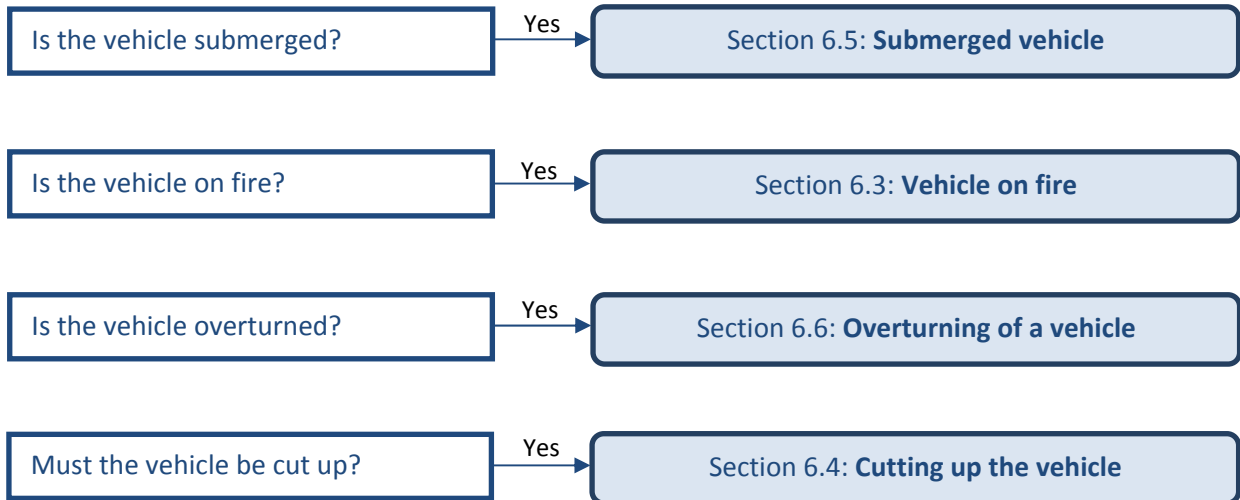 Is the vehicle submerged?
Yes
Section 6.5: Submerged vehicle
Is the vehicle on fire?
Yes
Section 6.3: Vehicle on fire
Is the vehicle overturned?
Yes
Section 6.6: Overturning of a vehicle
Must the vehicle be cut up?
Yes
Section 6.4: Cutting up the vehicle